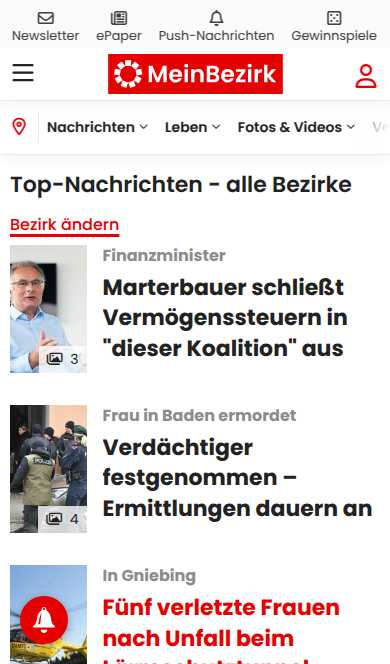 Newsletter ePaper Push-Nachrichten Gewinnspiele
MeinBezirk
Nachrichten Leben Fotos & Videos
Top-Nachrichten - alle Bezirke
Bezirk ändern
Finanzminister
Marterbauer schließt
Vermögenssteuern in
"dieser Koalition" aus
3
Frau in Baden ermordet
Verdächtiger
festgenommen –
Ermittlungen dauern an
POLIZEI
4
In Gniebing
Fünf verletzte Frauen
nach Unfall beim
Lärmschutztunnel